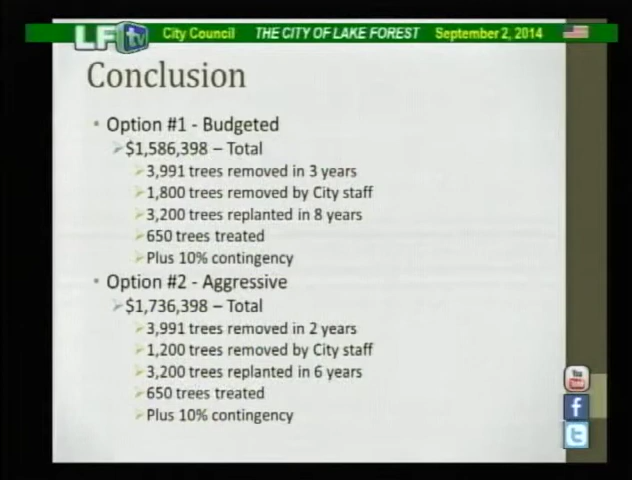 LFtv City Council THE CITY OF LAKE FOREST September 2, 2014
Conclusion
Option #1 - Budgeted
$1,586,398 – Total
3,991 trees removed in 3 years
1,800 trees removed by City staff
3,200 trees replanted in 8 years
650 trees treated
Plus 10% contingency
Option #2 - Aggressive
$1,736,398 – Total
3,991 trees removed in 2 years
1,200 trees removed by City staff
3,200 trees replanted in 6 years
650 trees treated
Plus 10% contingency
You
Tube
f
t